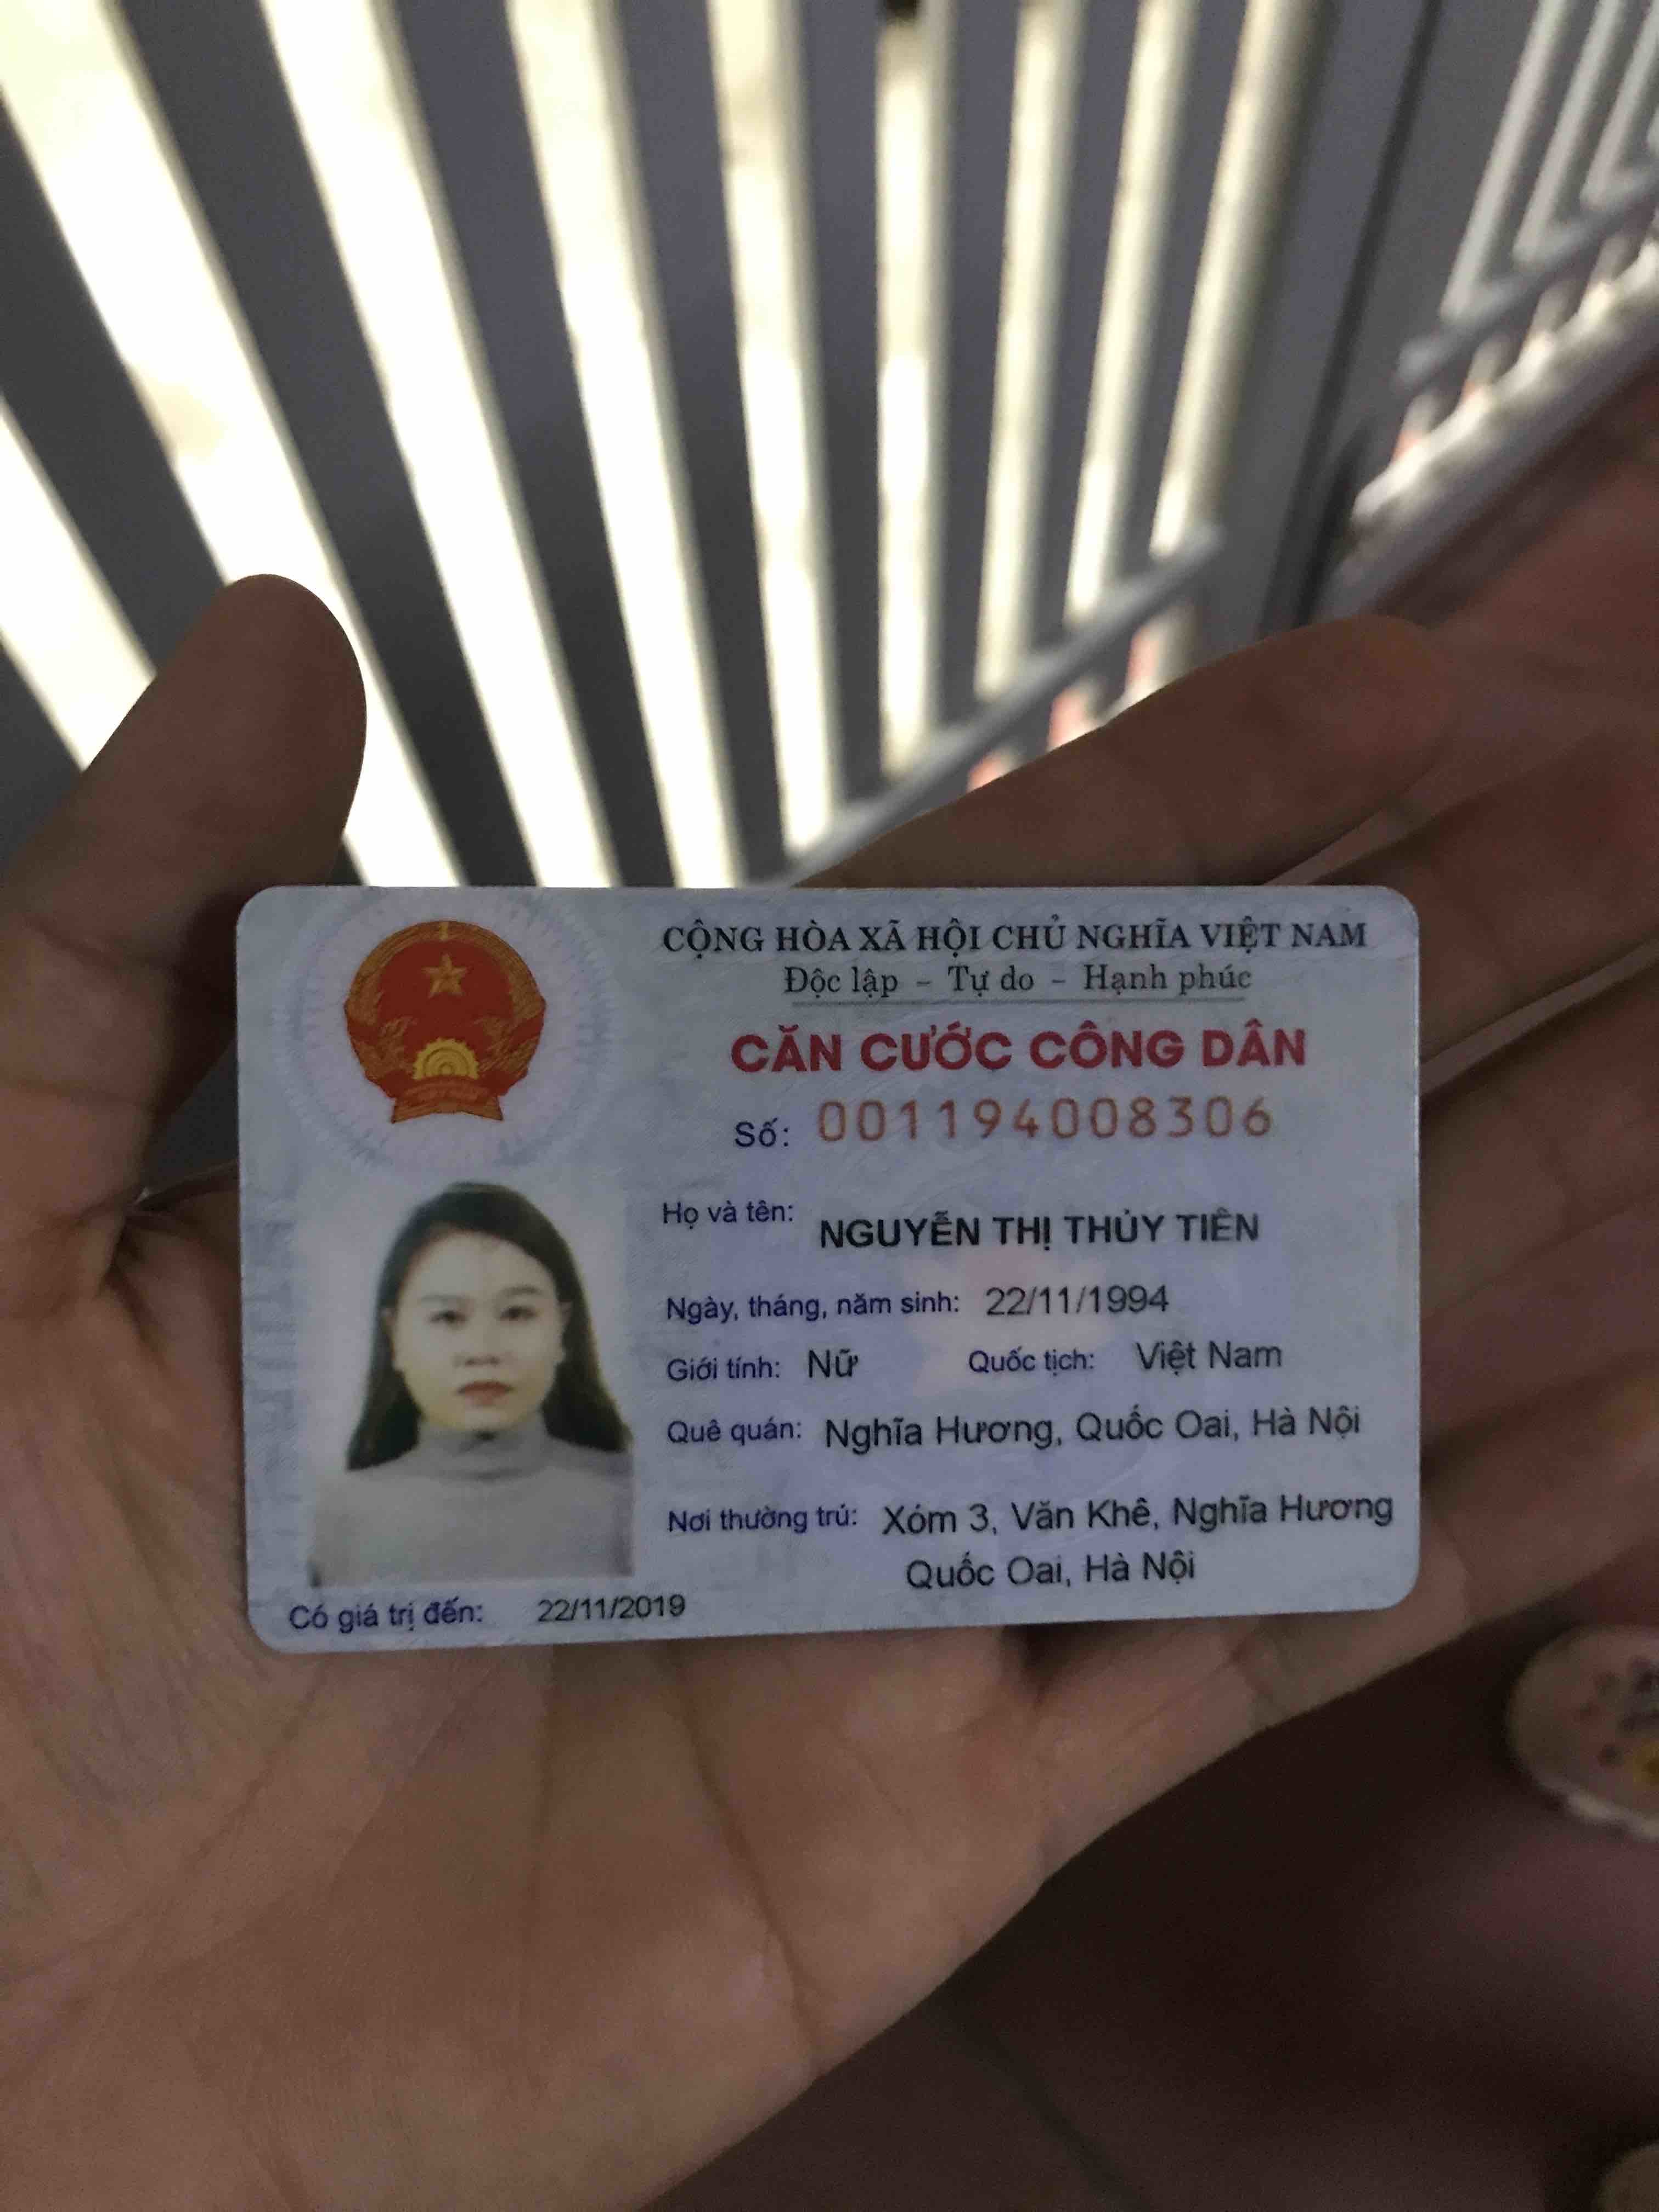 CỘNG HÒA XÃ HỘI CHỦ NGHĨA VIỆT NAM
Độc lập - Tự do - Hạnh phúc
CĂN CƯỚC CÔNG DÂN
Số: 001194008306
Họ và tên: NGUYỄN THỊ THỦY TIÊN
Ngày, tháng, năm sinh: 22/11/1994
Giới tính: Nữ Quốc tịch: Việt Nam
Quê quán: Nghĩa Hương, Quốc Oai, Hà Nội
Nơi thường trú: Xóm 3, Văn Khê, Nghĩa Hương
Quốc Oai, Hà Nội
Có giá trị đến: 22/11/2019